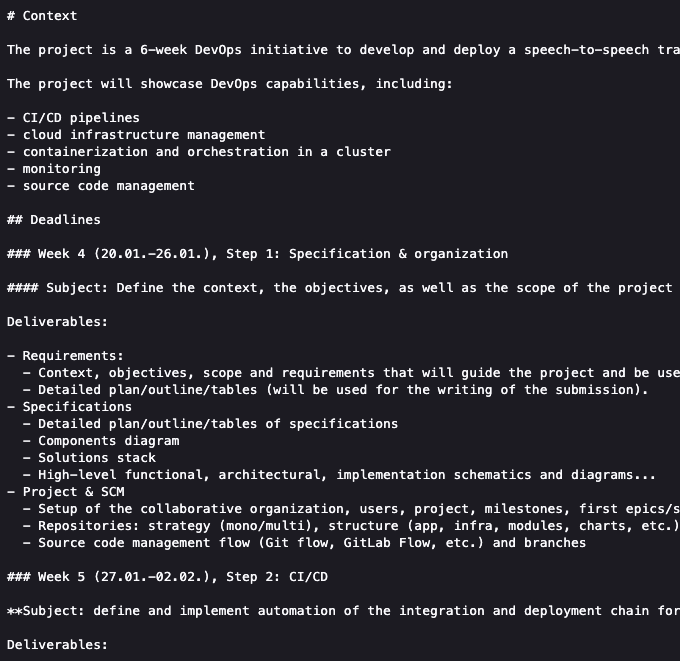 # Context
The project is a 6-week DevOps initiative to develop and deploy a speech-to-speech tra
The project will showcase DevOps capabilities, including:
- CI/CD pipelines
- cloud infrastructure management
- containerization and orchestration in a cluster
- monitoring
- source code management
## Deadlines
### Week 4 (20.01.-26.01.), Step 1: Specification & organization
#### Subject: Define the context, the objectives, as well as the scope of the project
Deliverables:
- Requirements:
  - Context, objectives, scope and requirements that will guide the project and be use
  - Detailed plan/outline/tables (will be used for the writing of the submission).
- Specifications
  - Detailed plan/outline/tables of specifications
  - Components diagram
  - Solutions stack
  - High-level functional, architectural, implementation schematics and diagrams...
- Project & SCM
  - Setup of the collaborative organization, users, project, milestones, first epics/s
  - Repositories: strategy (mono/multi), structure (app, infra, modules, charts, etc.)
  - Source code management flow (Git flow, GitLab Flow, etc.) and branches
### Week 5 (27.01.-02.02.), Step 2: CI/CD
**Subject: define and implement automation of the integration and deployment chain for
Deliverables: